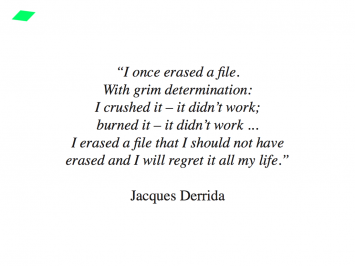 “I once erased a file.
With grim determination:
I crushed it – it didn’t work;
burned it – it didn’t work ...
I erased a file that I should not have
erased and I will regret it all my life.”
Jacques Derrida